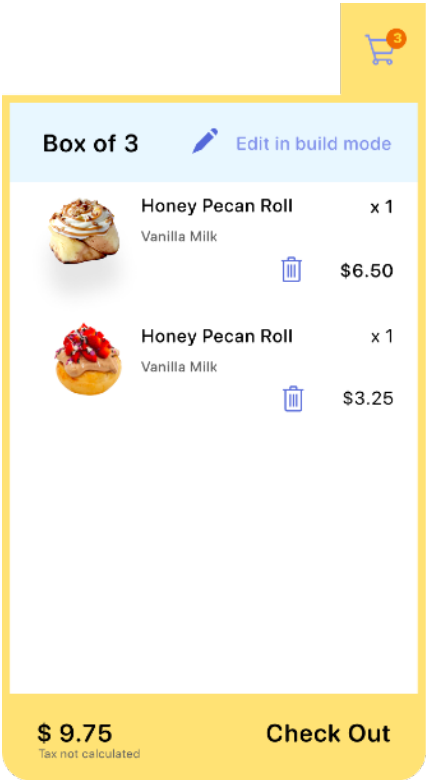 3
Box of 3 Edit in build mode
Honey Pecan Roll x 1
Vanilla Milk
$6.50
Honey Pecan Roll x 1
Vanilla Milk
$3.25
$ 9.75 Check Out
Tax not calculated